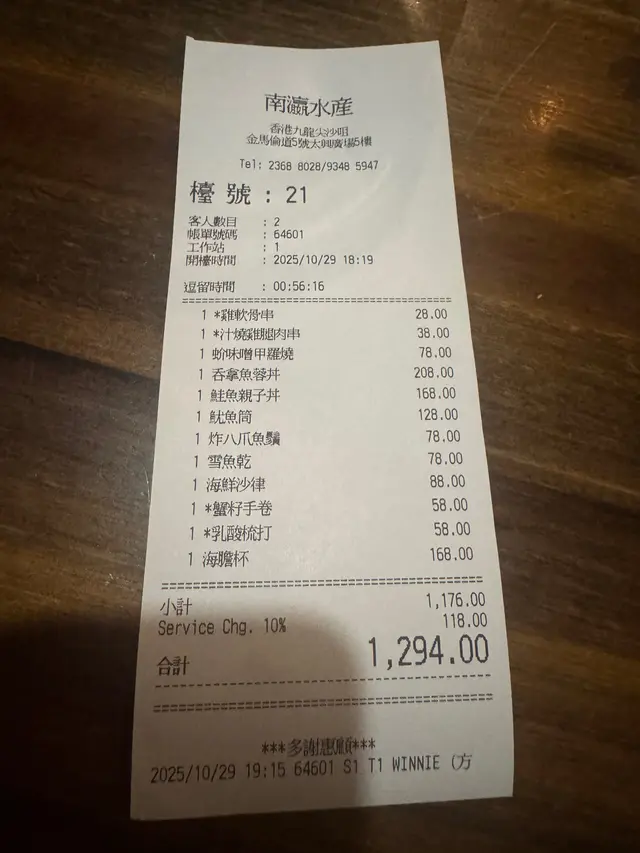 南瀛水産
香港九龍尖沙咀
金馬倫道5號太興廣場5樓
Tel: 2368 8028/9348 5947
檯號 : 21
客人數目 : 2
帳單號碼 : 64601
工作站 : 1
開檯時間 : 2025/10/29 18:19
逗留時間 : 00:56:16
1 *雞軟骨串 28.00
1 *汁燒雞腿肉串 38.00
1 蚧味噌甲羅燒 78.00
1 吞拿魚蓉丼 208.00
1 鮭魚親子丼 168.00
1 魷魚筒 128.00
1 炸八爪魚鬚 78.00
1 雪魚乾 78.00
1 海鮮沙律 88.00
1 *蟹籽手卷 58.00
1 *乳酸梳打 58.00
1 海膽杯 168.00
小計 1,176.00
Service Chg. 10% 118.00
合計 1,294.00
***多謝惠顧***
2025/10/29 19:15 64601 S1 T1 WINNIE (方